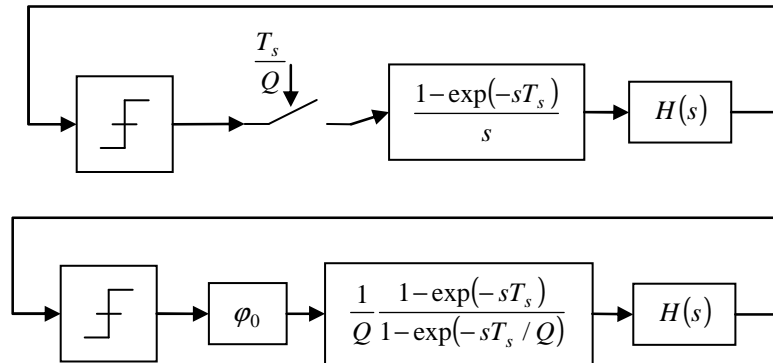 T_s/Q
(1−exp(−sT_s))/s
H(s)
φ_0
1/Q (1−exp(−sT_s))/(1−exp(−sT_s/Q))
H(s)